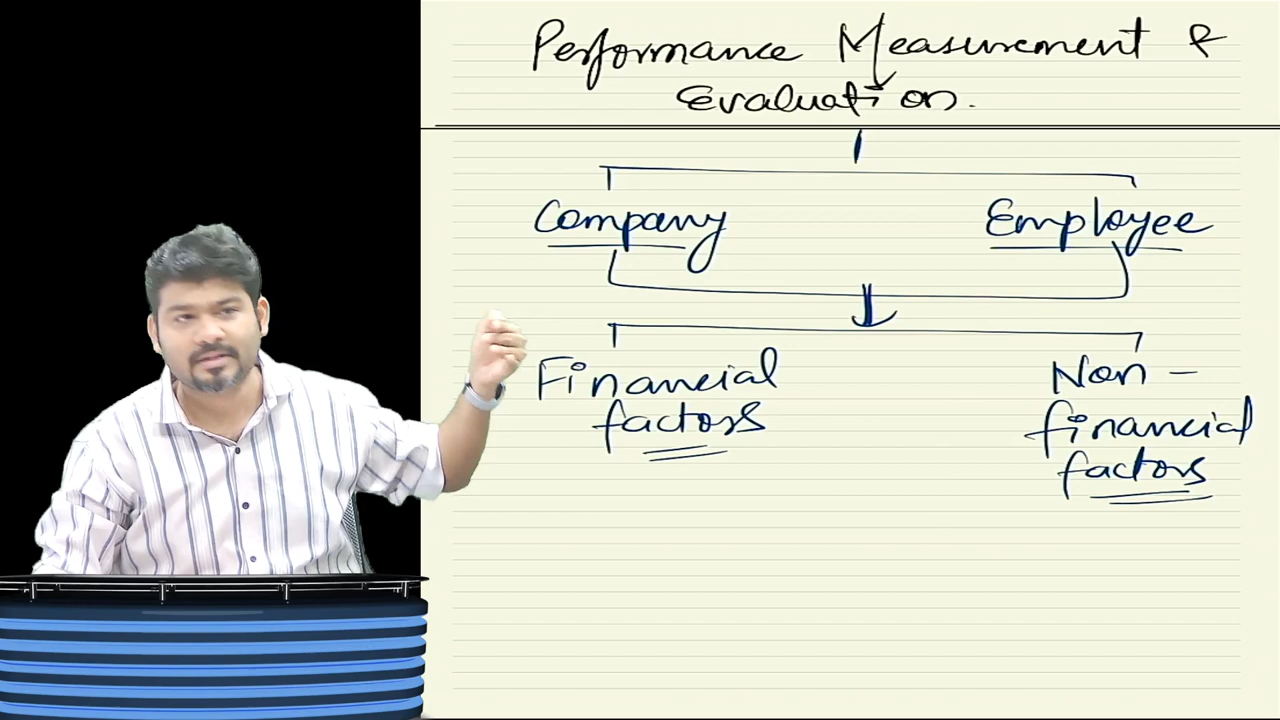 Performance Measurement &
Evaluation.
Company
Employee
Financial
factors
Non-
financial
factors